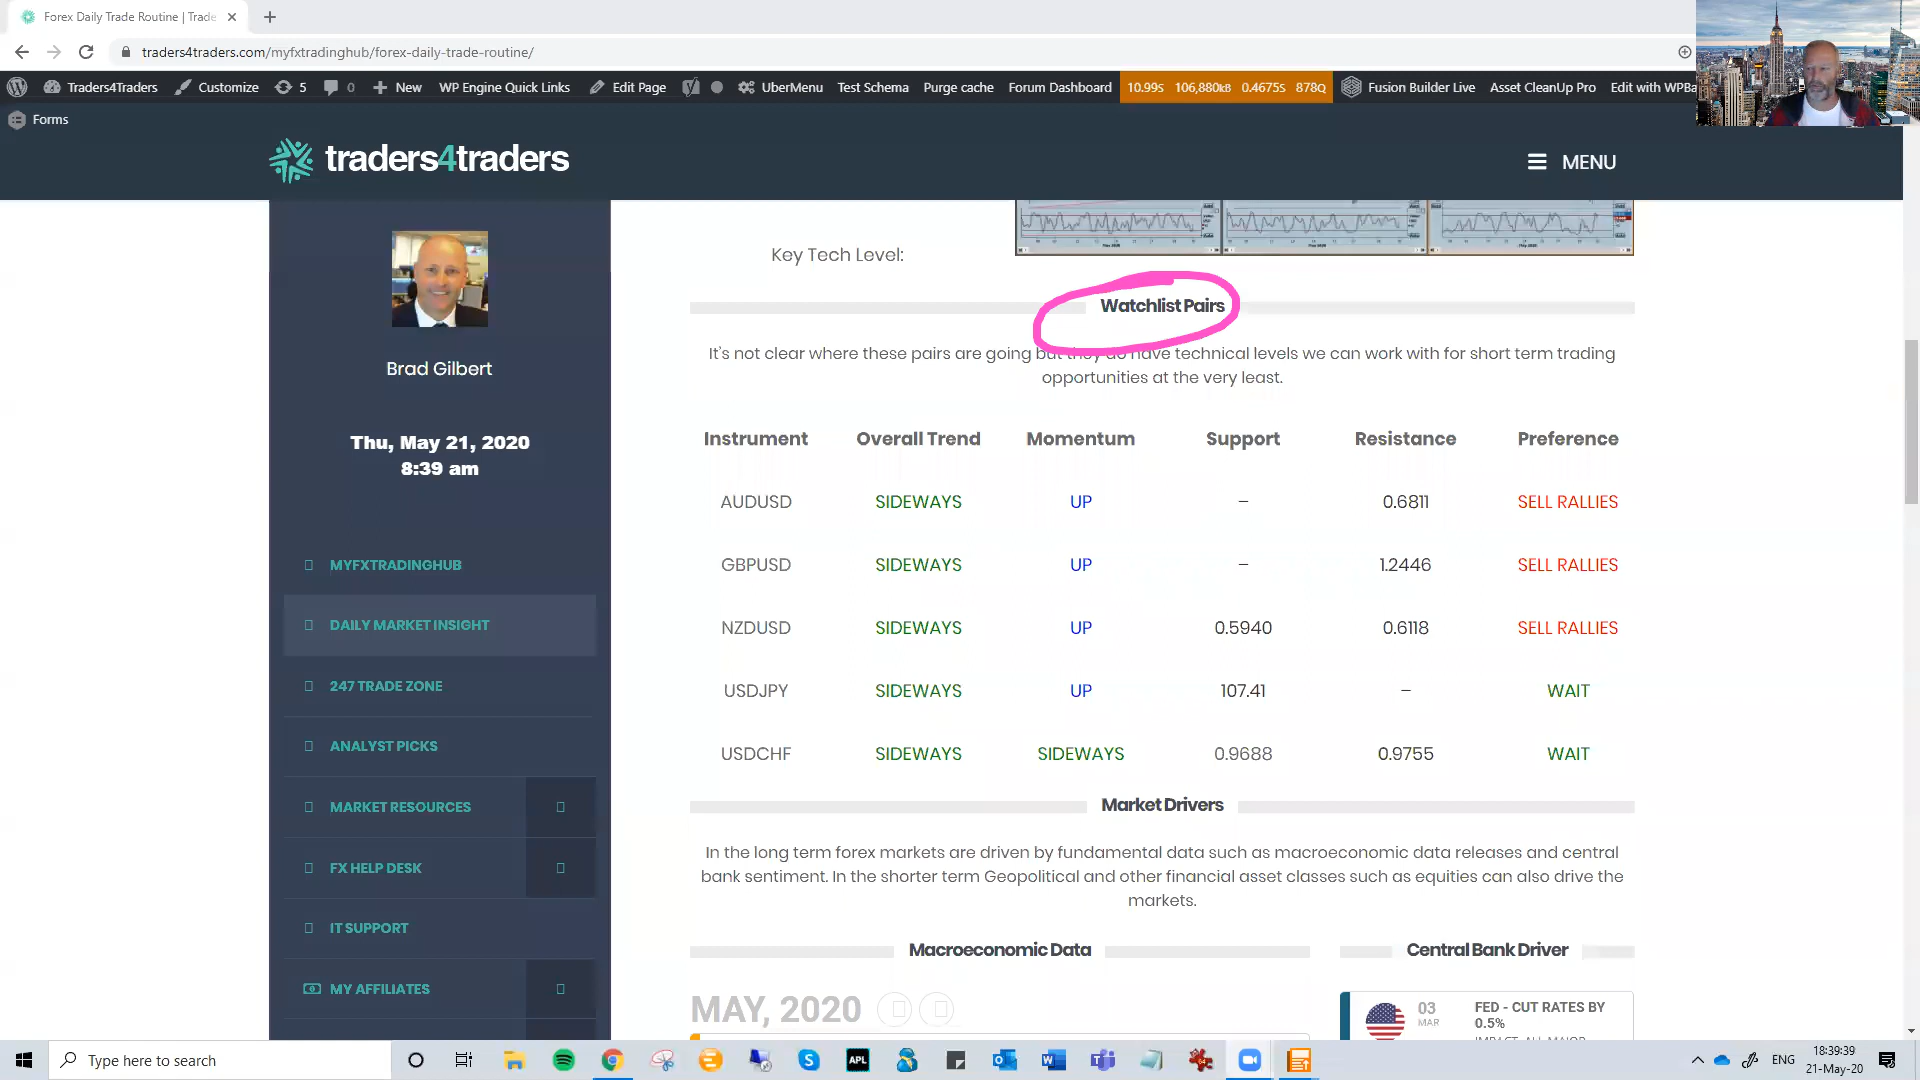 Forex Daily Trade Routine | Trade
traders4traders.com/myfxtradinghub/forex-daily-trade-routine/
Traders4Traders Customize 5 0 New WP Engine Quick Links Edit Page UberMenu Test Schema Purge cache Forum Dashboard 10.99s 106,880kB 0.4675s 878Q Fusion Builder Live Asset CleanUp Pro Edit with WPBa
Forms
traders4traders
MENU
Brad Gilbert
Thu, May 21, 2020
8:39 am
MYFXTRADINGHUB
DAILY MARKET INSIGHT
247 TRADE ZONE
ANALYST PICKS
MARKET RESOURCES
FX HELP DESK
IT SUPPORT
MY AFFILIATES
Key Tech Level:
Watchlist Pairs
It's not clear where these pairs are going but they do have technical levels we can work with for short term trading
opportunities at the very least.
Instrument Overall Trend Momentum Support Resistance Preference
AUDUSD SIDEWAYS UP – 0.6811 SELL RALLIES
GBPUSD SIDEWAYS UP – 1.2446 SELL RALLIES
NZDUSD SIDEWAYS UP 0.5940 0.6118 SELL RALLIES
USDJPY SIDEWAYS UP 107.41 – WAIT
USDCHF SIDEWAYS SIDEWAYS 0.9688 0.9755 WAIT
Market Drivers
In the long term forex markets are driven by fundamental data such as macroeconomic data releases and central
bank sentiment. In the shorter term Geopolitical and other financial asset classes such as equities can also drive the
markets.
Macroeconomic Data
MAY, 2020
Central Bank Driver
03
MAR
FED - CUT RATES BY
0.5%
Type here to search
ENG
18:39:39
21-May-20